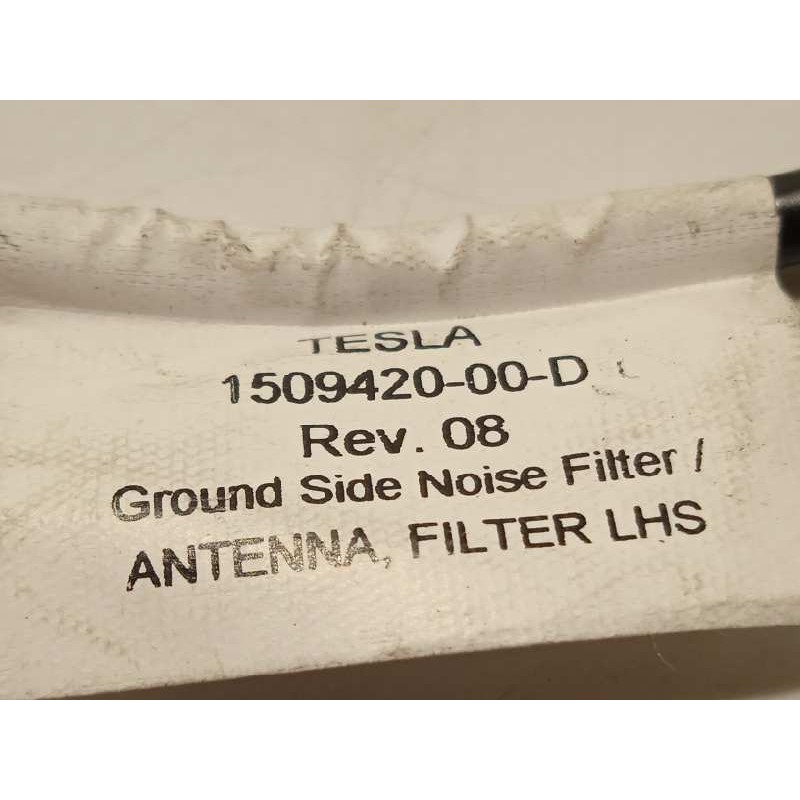 TESLA
1509420-00-D
Rev. 08
Ground Side Noise Filter /
ANTENNA, FILTER LHS